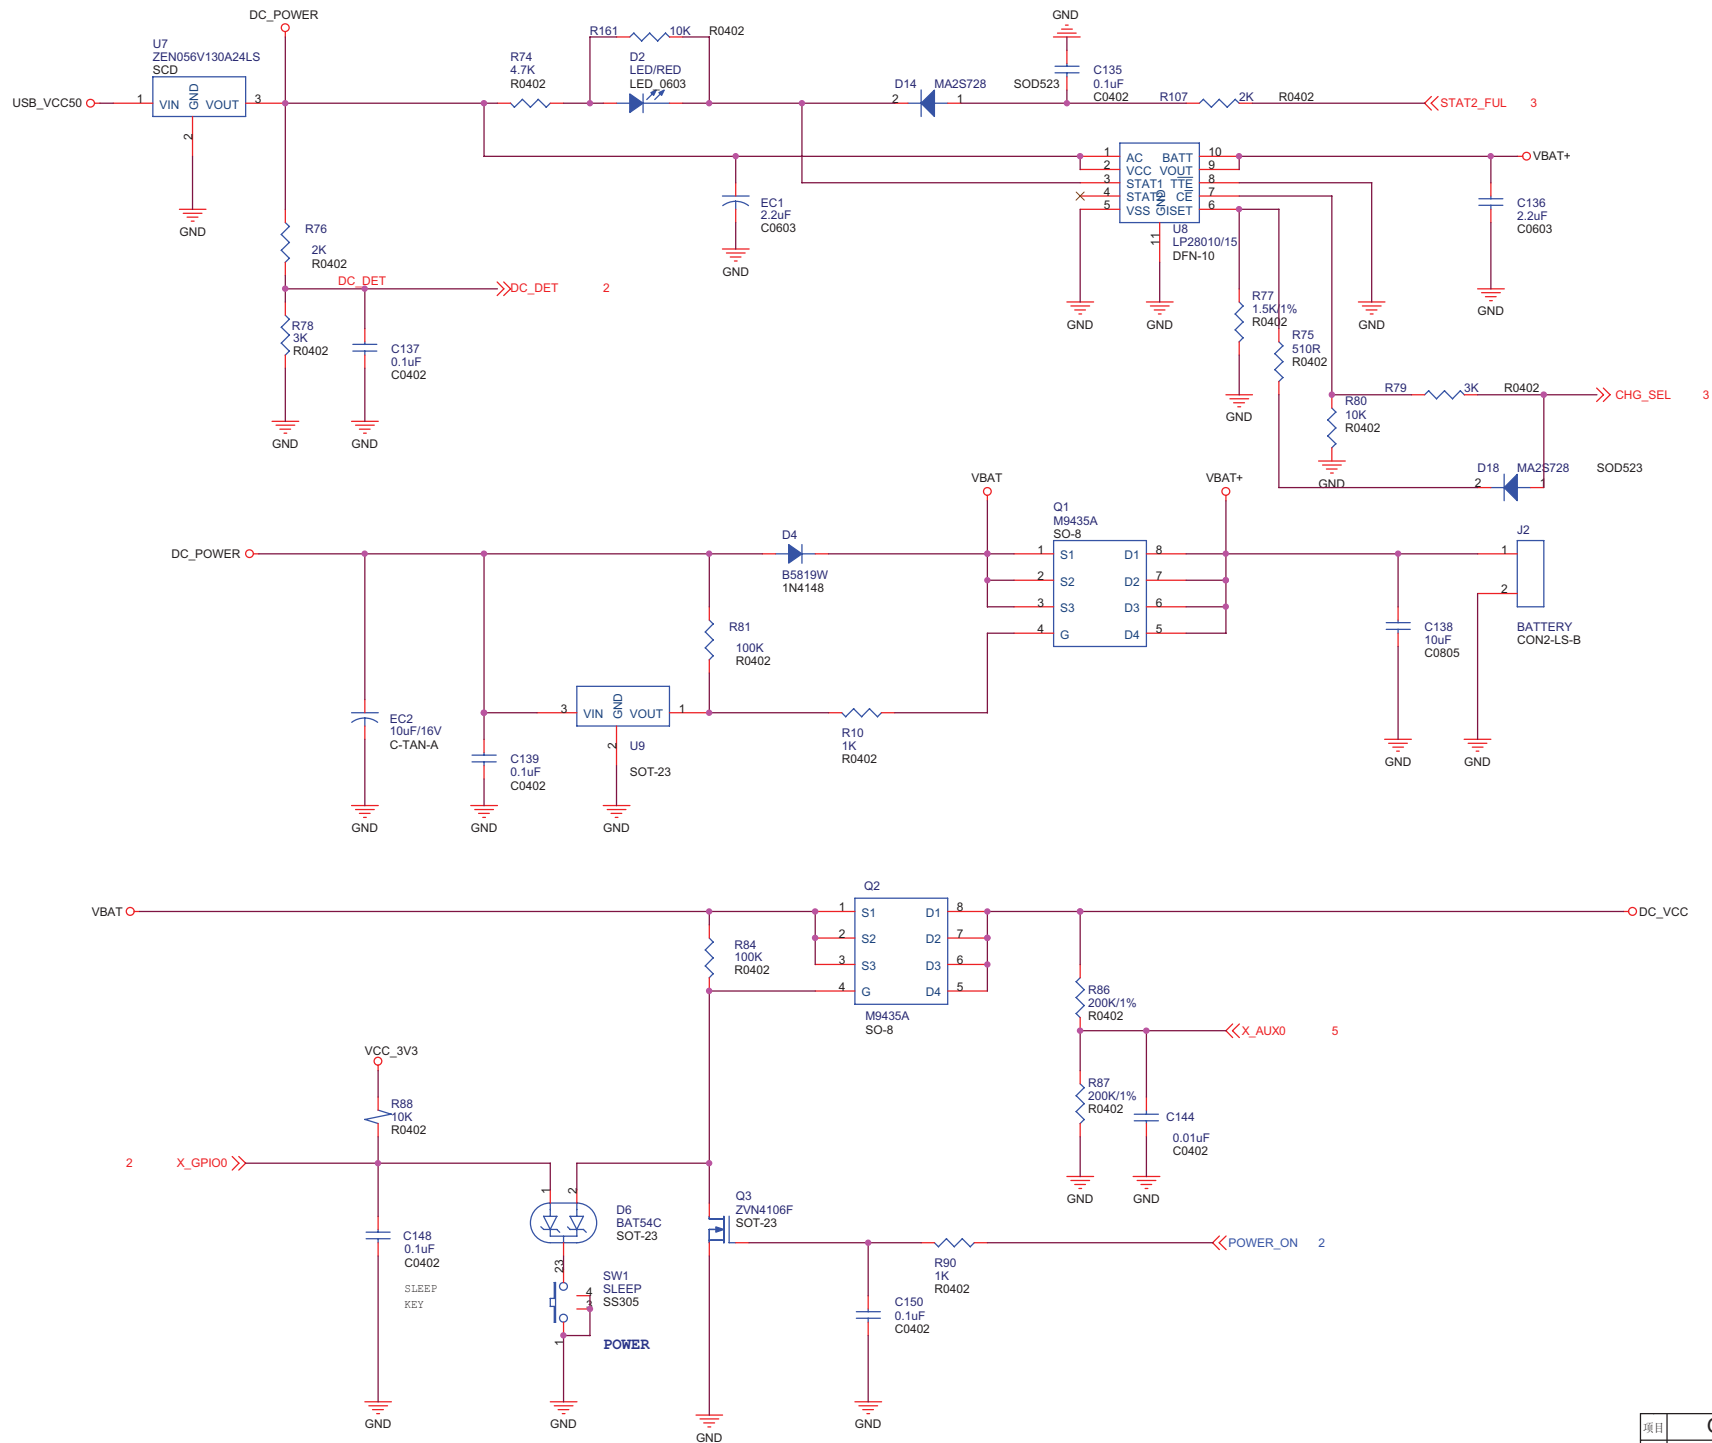 DC_POWER
U7
ZEN056V130A24LS
SCD
USB_VCC50
1
VIN
GND
VOUT
3
2
GND
R74
4.7K
R0402
R161
10K
R0402
D2
LED/RED
LED_0603
D14
MA2S728
2
1
SOD523
GND
C135
0.1uF
C0402
R107
2K
R0402
STAT2_FUL
3
EC1
2.2uF
C0603
GND
1
AC
BATT
10
2
VCC
VOUT
9
3
STAT1
TTE
8
4
CE
7
5
VSS
GND
ISET
6
11
U8
LP28010/15
DFN-10
GND
GND
GND
VBAT+
C136
2.2uF
C0603
GND
R76
2K
R0402
DC_DET
DC_DET
2
R78
3K
R0402
C137
0.1uF
C0402
GND
GND
R77
1.5K/1%
R0402
GND
R75
510R
R0402
R79
3K
R0402
CHG_SEL
3
R80
10K
R0402
GND
D18
MA2S728
SOD523
2
1
DC_POWER
D4
B5819W
1N4148
VBAT
Q1
M9435A
SO-8
1
S1
D1
8
2
S2
D2
7
3
S3
D3
6
4
G
D4
5
VBAT+
J2
1
2
BATTERY
CON2-LS-B
C138
10uF
C0805
GND
GND
R81
100K
R0402
EC2
10uF/16V
C-TAN-A
GND
C139
0.1uF
C0402
GND
3
VIN
GND
VOUT
1
2
U9
SOT-23
GND
R10
1K
R0402
VBAT
Q2
1
S1
D1
8
2
S2
D2
7
3
S3
D3
6
4
G
D4
5
M9435A
SO-8
DC_VCC
R84
100K
R0402
R86
200K/1%
R0402
X_AUX0
5
R87
200K/1%
R0402
C144
0.01uF
C0402
GND
GND
VCC_3V3
R88
10K
R0402
2
X_GPIO0
C148
0.1uF
C0402
SLEEP
KEY
GND
1
2
D6
BAT54C
SOT-23
23
SW1
SLEEP
SS305
4
3
1
POWER
GND
Q3
ZVN4106F
SOT-23
GND
R90
1K
R0402
POWER_ON
2
C150
0.1uF
C0402
GND
项目